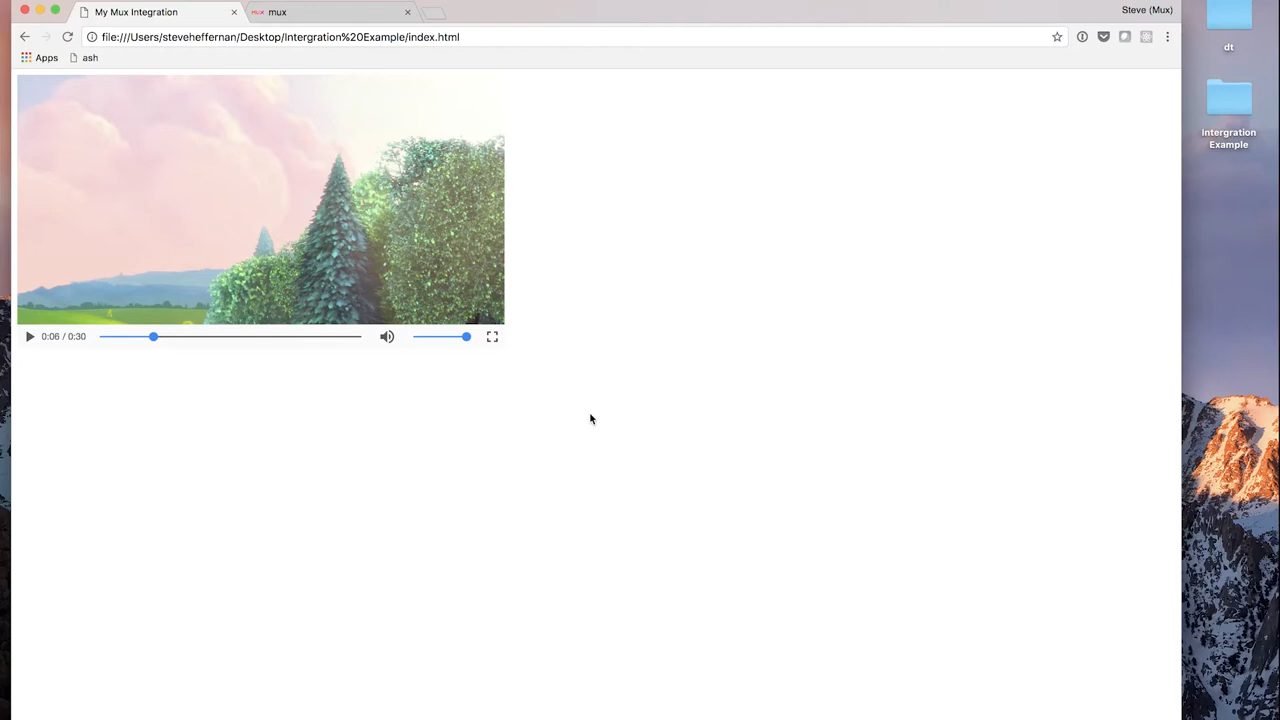 My Mux Integration
mux mux
Steve (Mux)
file:///Users/steveheffernan/Desktop/Intergration%20Example/index.html
Apps
ash
dt
Intergration
Example
0:06 / 0:30